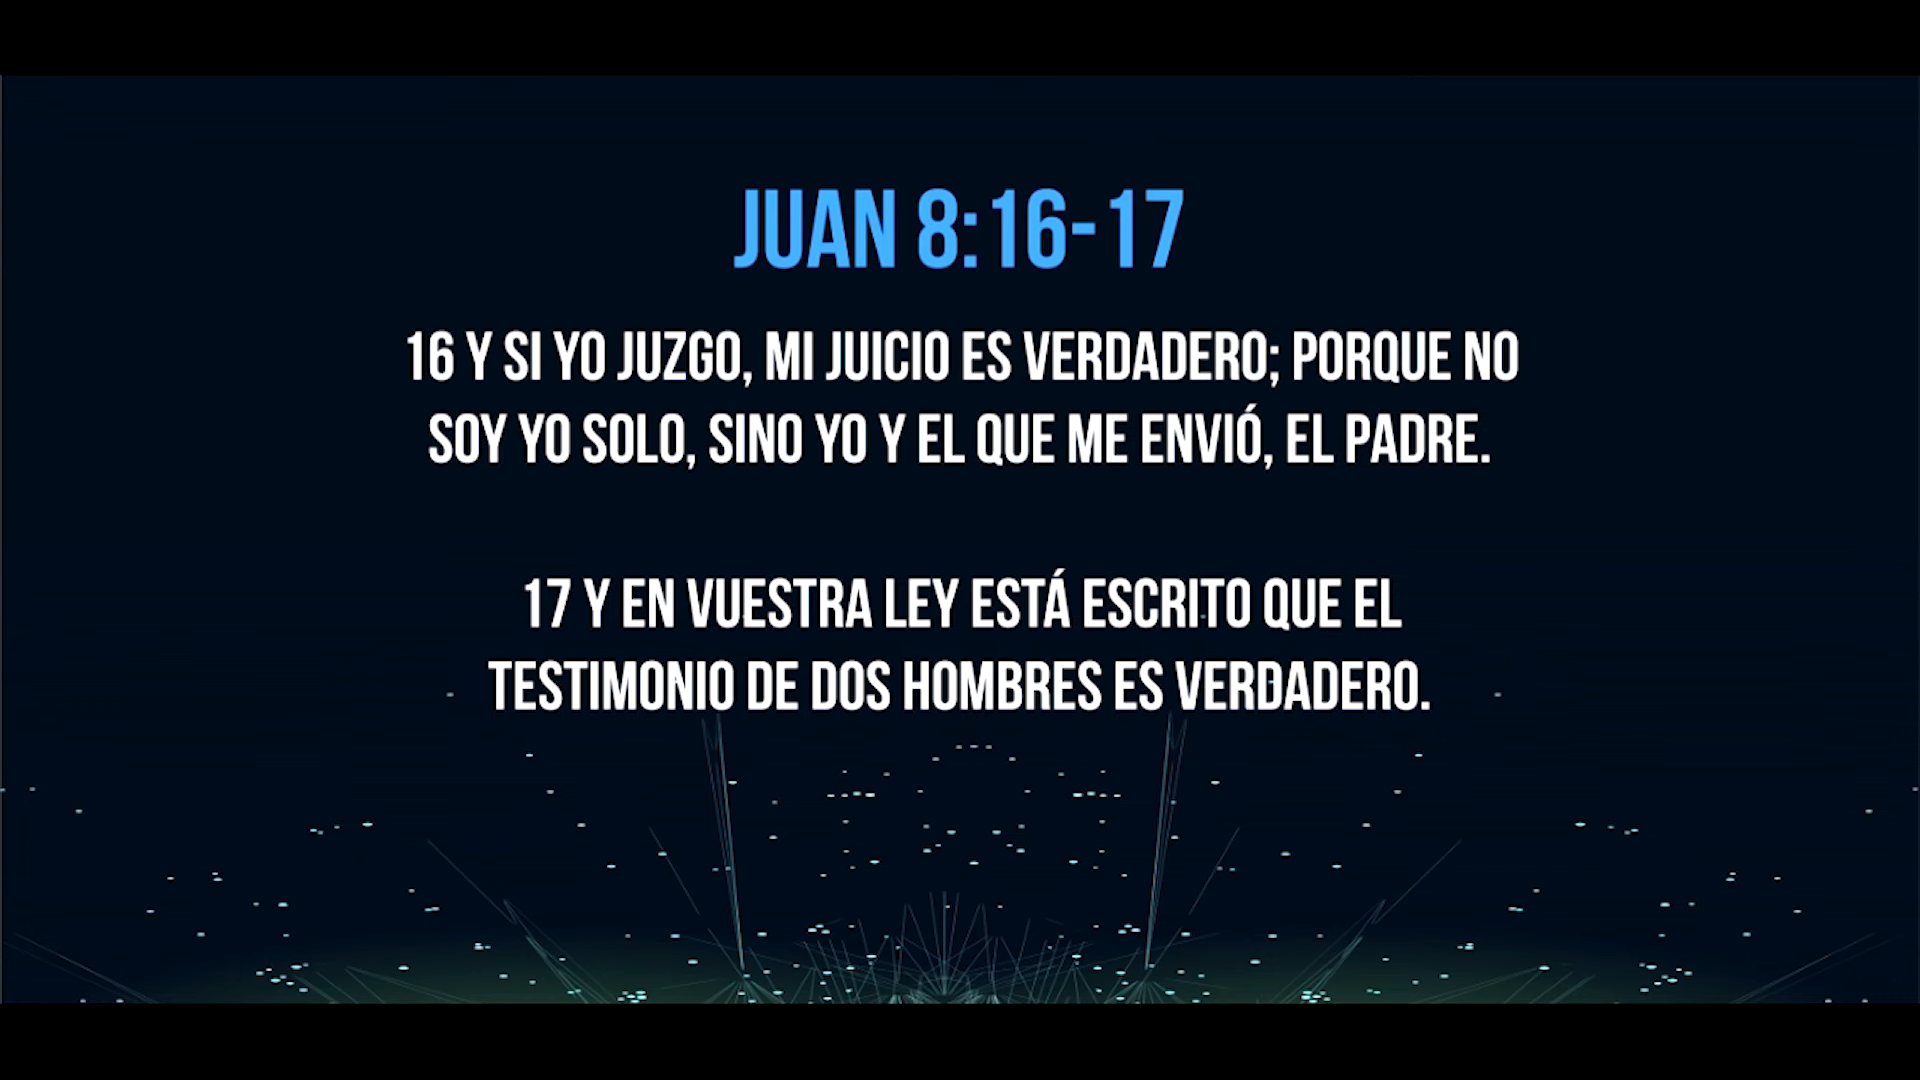 JUAN 8:16-17
16 Y SI YO JUZGO, MI JUICIO ES VERDADERO; PORQUE NO
SOY YO SOLO, SINO YO Y EL QUE ME ENVIÓ, EL PADRE.
17 Y EN VUESTRA LEY ESTÁ ESCRITO QUE EL
TESTIMONIO DE DOS HOMBRES ES VERDADERO.